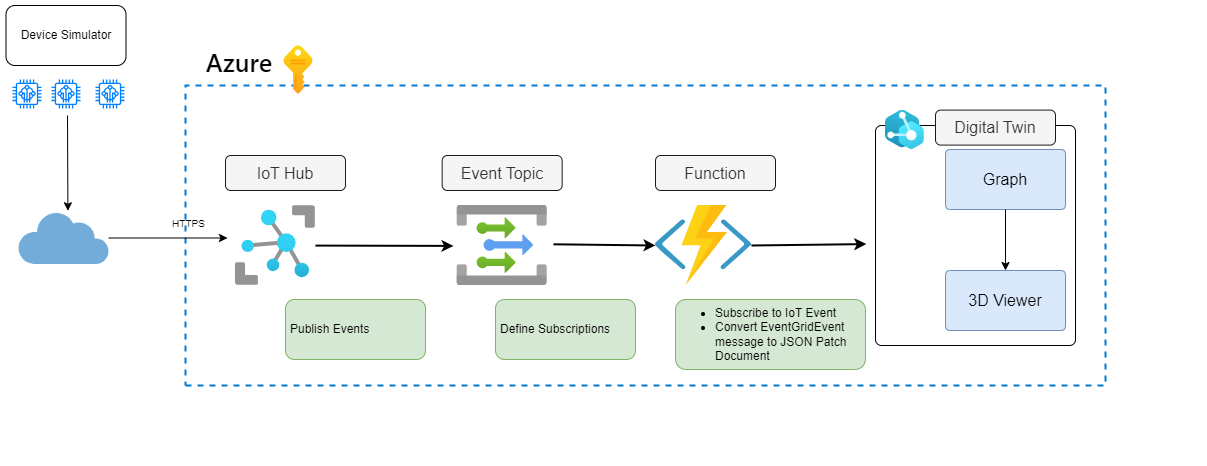 Device Simulator
Azure
HTTPS
IoT Hub
Event Topic
Function
Digital Twin
Graph
3D Viewer
Publish Events
Define Subscriptions
• Subscribe to IoT Event
• Convert EventGridEvent
message to JSON Patch
Document